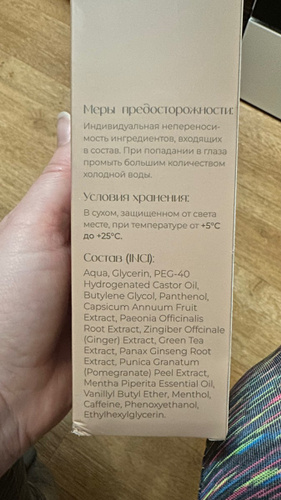 Меры предосторожности:
Индивидуальная непереноси-
мость ингредиентов, входящих
в состав. При попадании в глаза
промыть большим количеством
холодной воды.
Условия хранения:
В сухом, защищенном от света
месте, при температуре от +5°C
до +25°C.
Состав (INCI):
Aqua, Glycerin, PEG-40
Hydrogenated Castor Oil,
Butylene Glycol, Panthenol,
Capsicum Annuum Fruit
Extract, Paeonia Officinalis
Root Extract, Zingiber Offcinale
(Ginger) Extract, Green Tea
Extract, Panax Ginseng Root
Extract, Punica Granatum
(Pomegranate) Peel Extract,
Mentha Piperita Essential Oil,
Vanillyl Butyl Ether, Menthol,
Caffeine, Phenoxyethanol,
Ethylhexylglycerin.